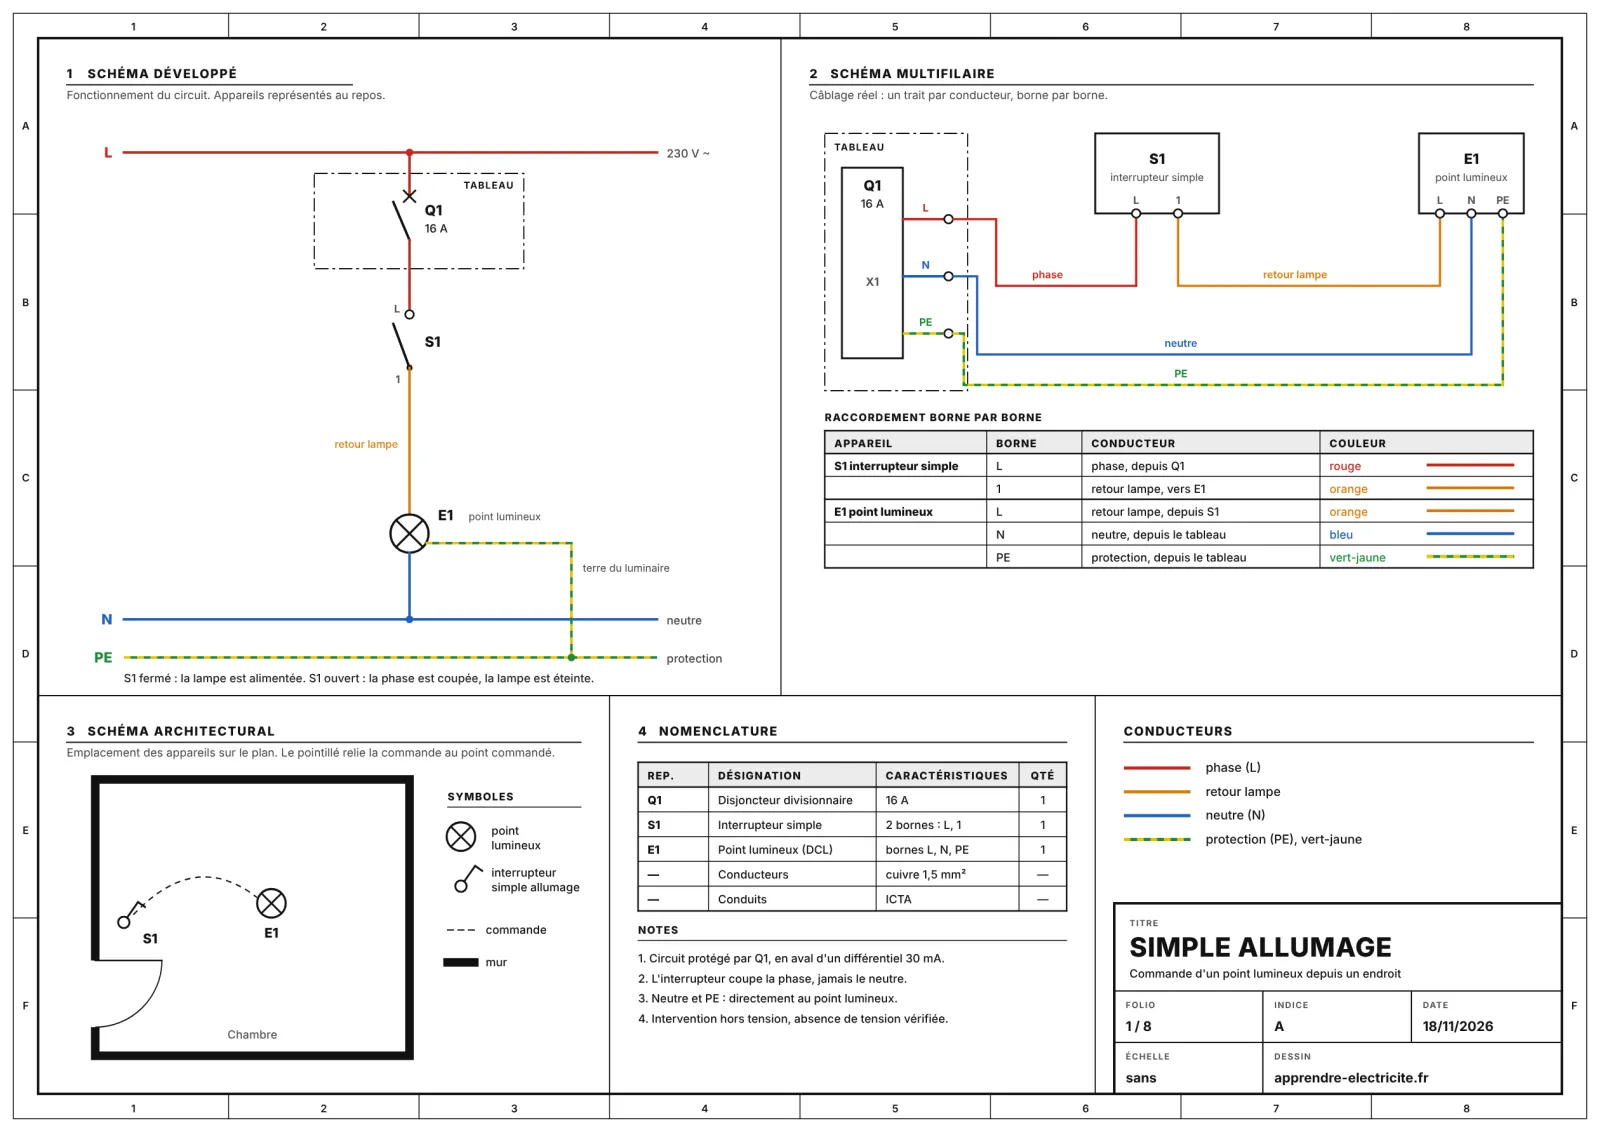 1 2 3 4 5 6 7 8
A A
B B
C C
D D
E E
F F
1 SCHÉMA DÉVELOPPÉ
Fonctionnement du circuit. Appareils représentés au repos.
L
230 V ~
TABLEAU
Q1
16 A
L
S1
1
retour lampe
E1 point lumineux
terre du luminaire
N
neutre
PE
protection
S1 fermé : la lampe est alimentée. S1 ouvert : la phase est coupée, la lampe est éteinte.
2 SCHÉMA MULTIFILAIRE
Câblage réel : un trait par conducteur, borne par borne.
TABLEAU
Q1
16 A
X1
L
N
PE
S1
interrupteur simple
L 1
E1
point lumineux
L N PE
phase
retour lampe
neutre
PE
RACCORDEMENT BORNE PAR BORNE
APPAREIL BORNE CONDUCTEUR COULEUR
S1 interrupteur simple L phase, depuis Q1 rouge
1 retour lampe, vers E1 orange
E1 point lumineux L retour lampe, depuis S1 orange
N neutre, depuis le tableau bleu
PE protection, depuis le tableau vert-jaune
3 SCHÉMA ARCHITECTURAL
Emplacement des appareils sur le plan. Le pointillé relie la commande au point commandé.
S1
E1
Chambre
SYMBOLES
point
lumineux
interrupteur
simple allumage
commande
mur
4 NOMENCLATURE
REP. DÉSIGNATION CARACTÉRISTIQUES QTÉ
Q1 Disjoncteur divisionnaire 16 A 1
S1 Interrupteur simple 2 bornes : L, 1 1
E1 Point lumineux (DCL) bornes L, N, PE 1
— Conducteurs cuivre 1,5 mm² —
— Conduits ICTA —
NOTES
1. Circuit protégé par Q1, en aval d'un différentiel 30 mA.
2. L'interrupteur coupe la phase, jamais le neutre.
3. Neutre et PE : directement au point lumineux.
4. Intervention hors tension, absence de tension vérifiée.
CONDUCTEURS
phase (L)
retour lampe
neutre (N)
protection (PE), vert-jaune
TITRE
SIMPLE ALLUMAGE
Commande d'un point lumineux depuis un endroit
FOLIO INDICE DATE
1 / 8 A 18/11/2026
ÉCHELLE DESSIN
sans apprendre-electricite.fr
1 2 3 4 5 6 7 8